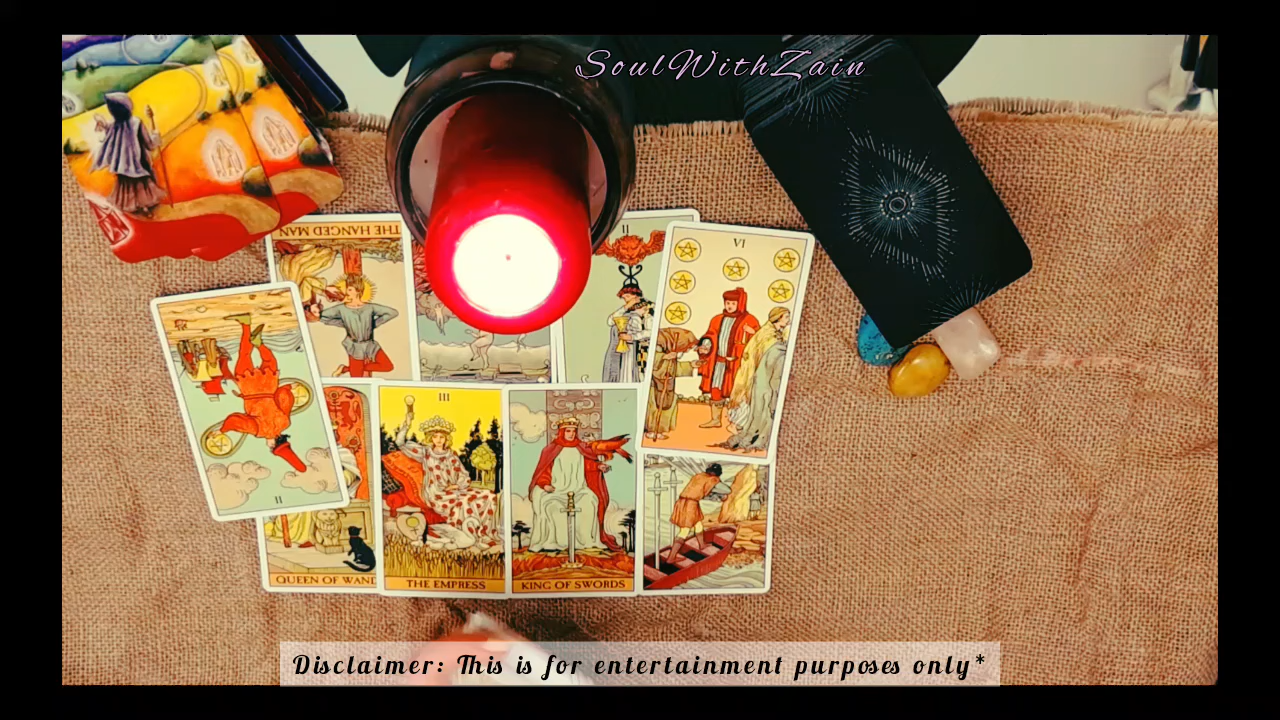 SoulWithZain
THE HANGED MAN
II
VI
II
III
QUEEN OF WAND
THE EMPRESS
KING OF SWORDS
Disclaimer: This is for entertainment purposes only*